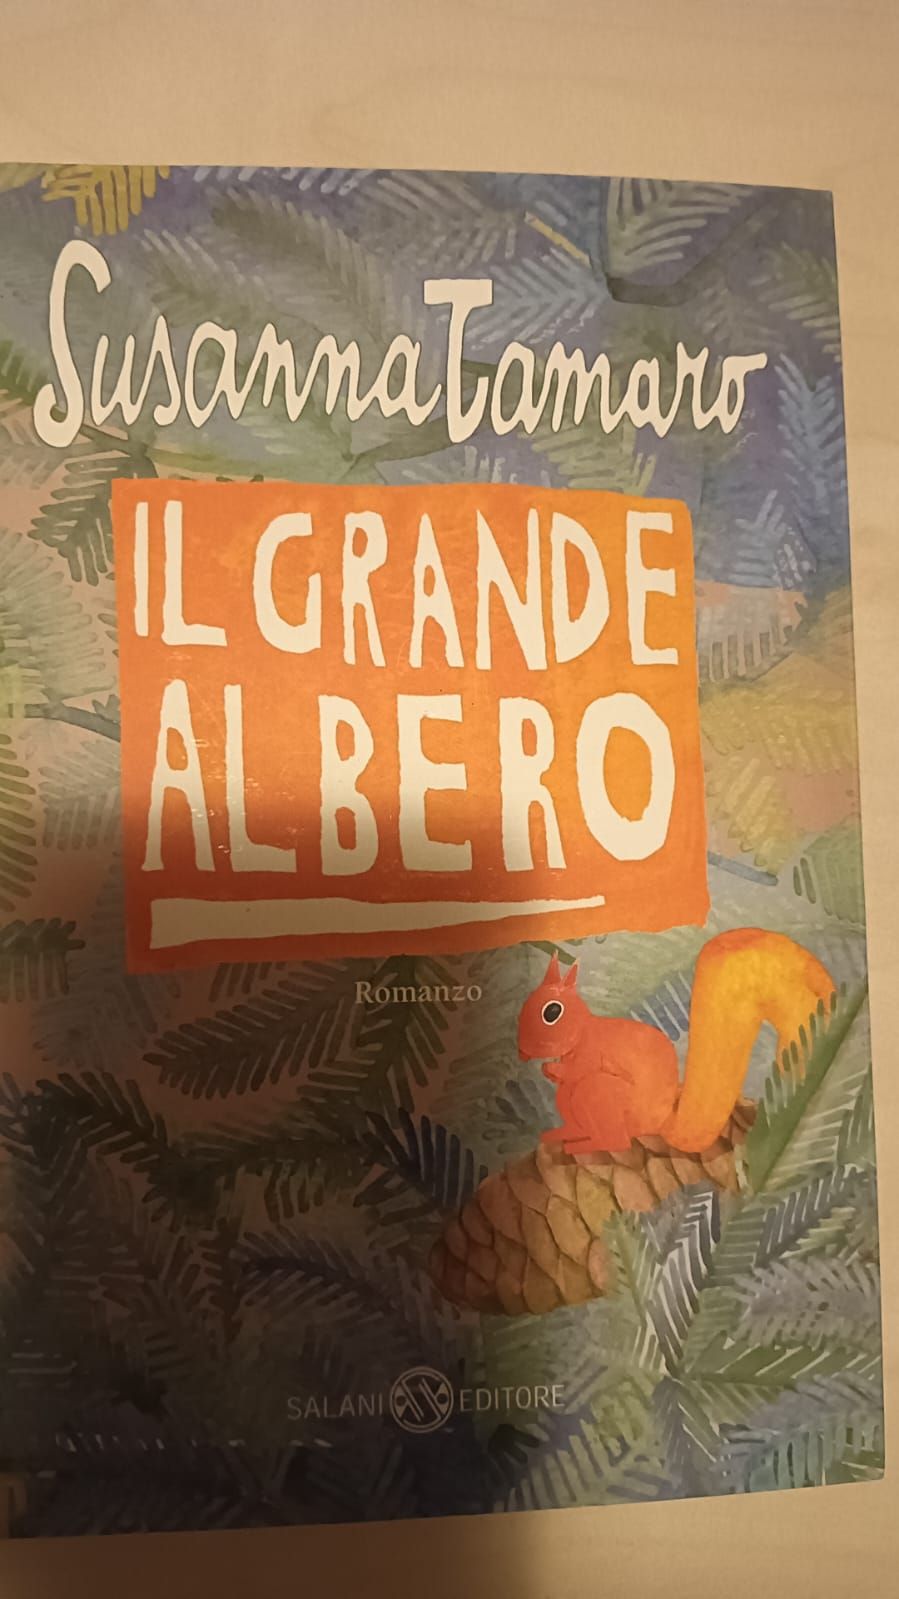 Susanna Tamaro
IL GRANDE
ALBERO
Romanzo
SALANI EDITORE